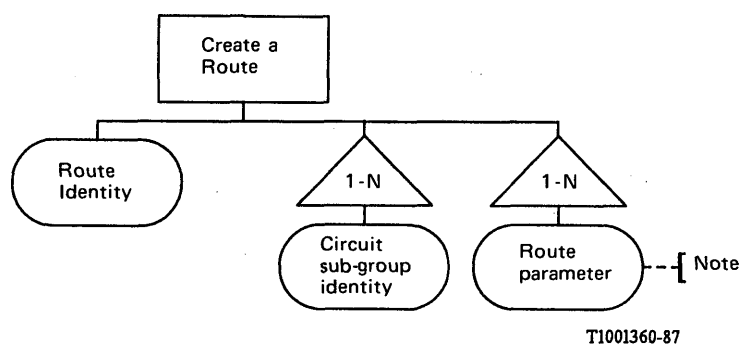 Create a
Route
Route
Identity
1-N
1-N
Circuit
sub-group
identity
Route
parameter
Note
T1001360-87